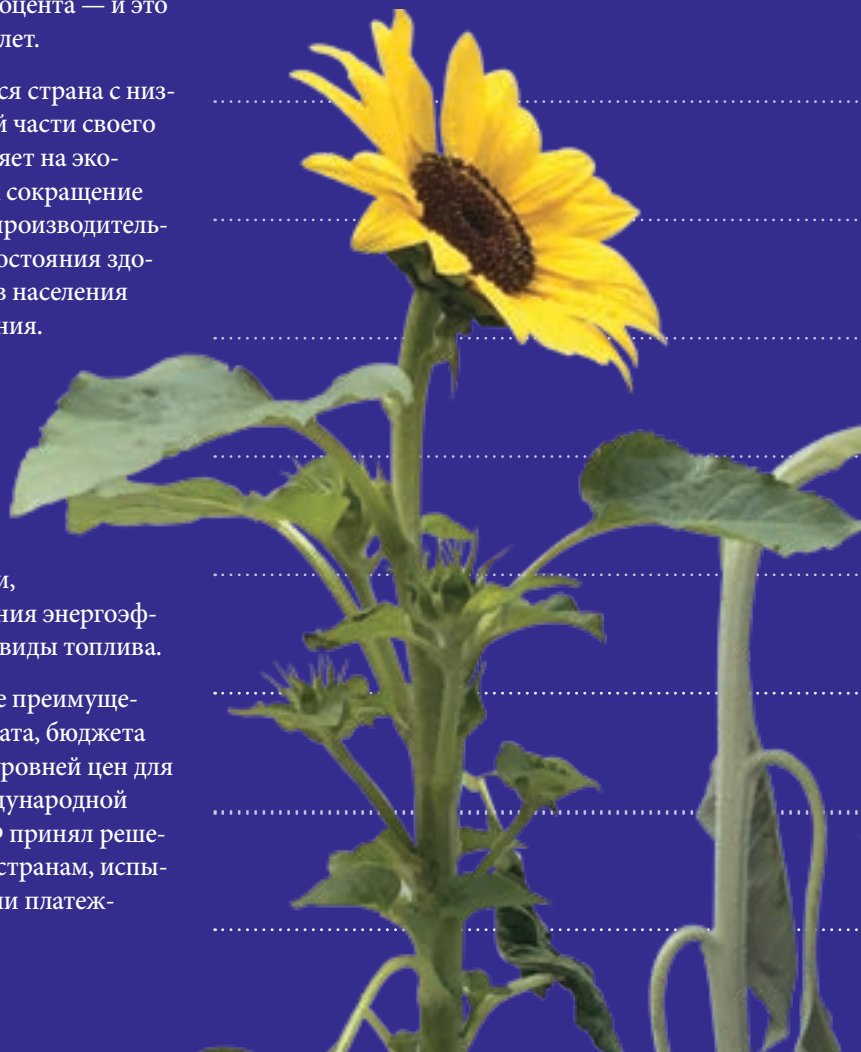 оцента — и это
лет.
ся страна с низ-
й части своего
яет на эко-
сокращение
производитель-
остояния здо-
в населения
ния.
и,
ния энергоэф-
виды топлива.
е преимуще-
ата, бюджета
ровней цен для
дународной
принял реше-
странам, испы-
ли платеж-